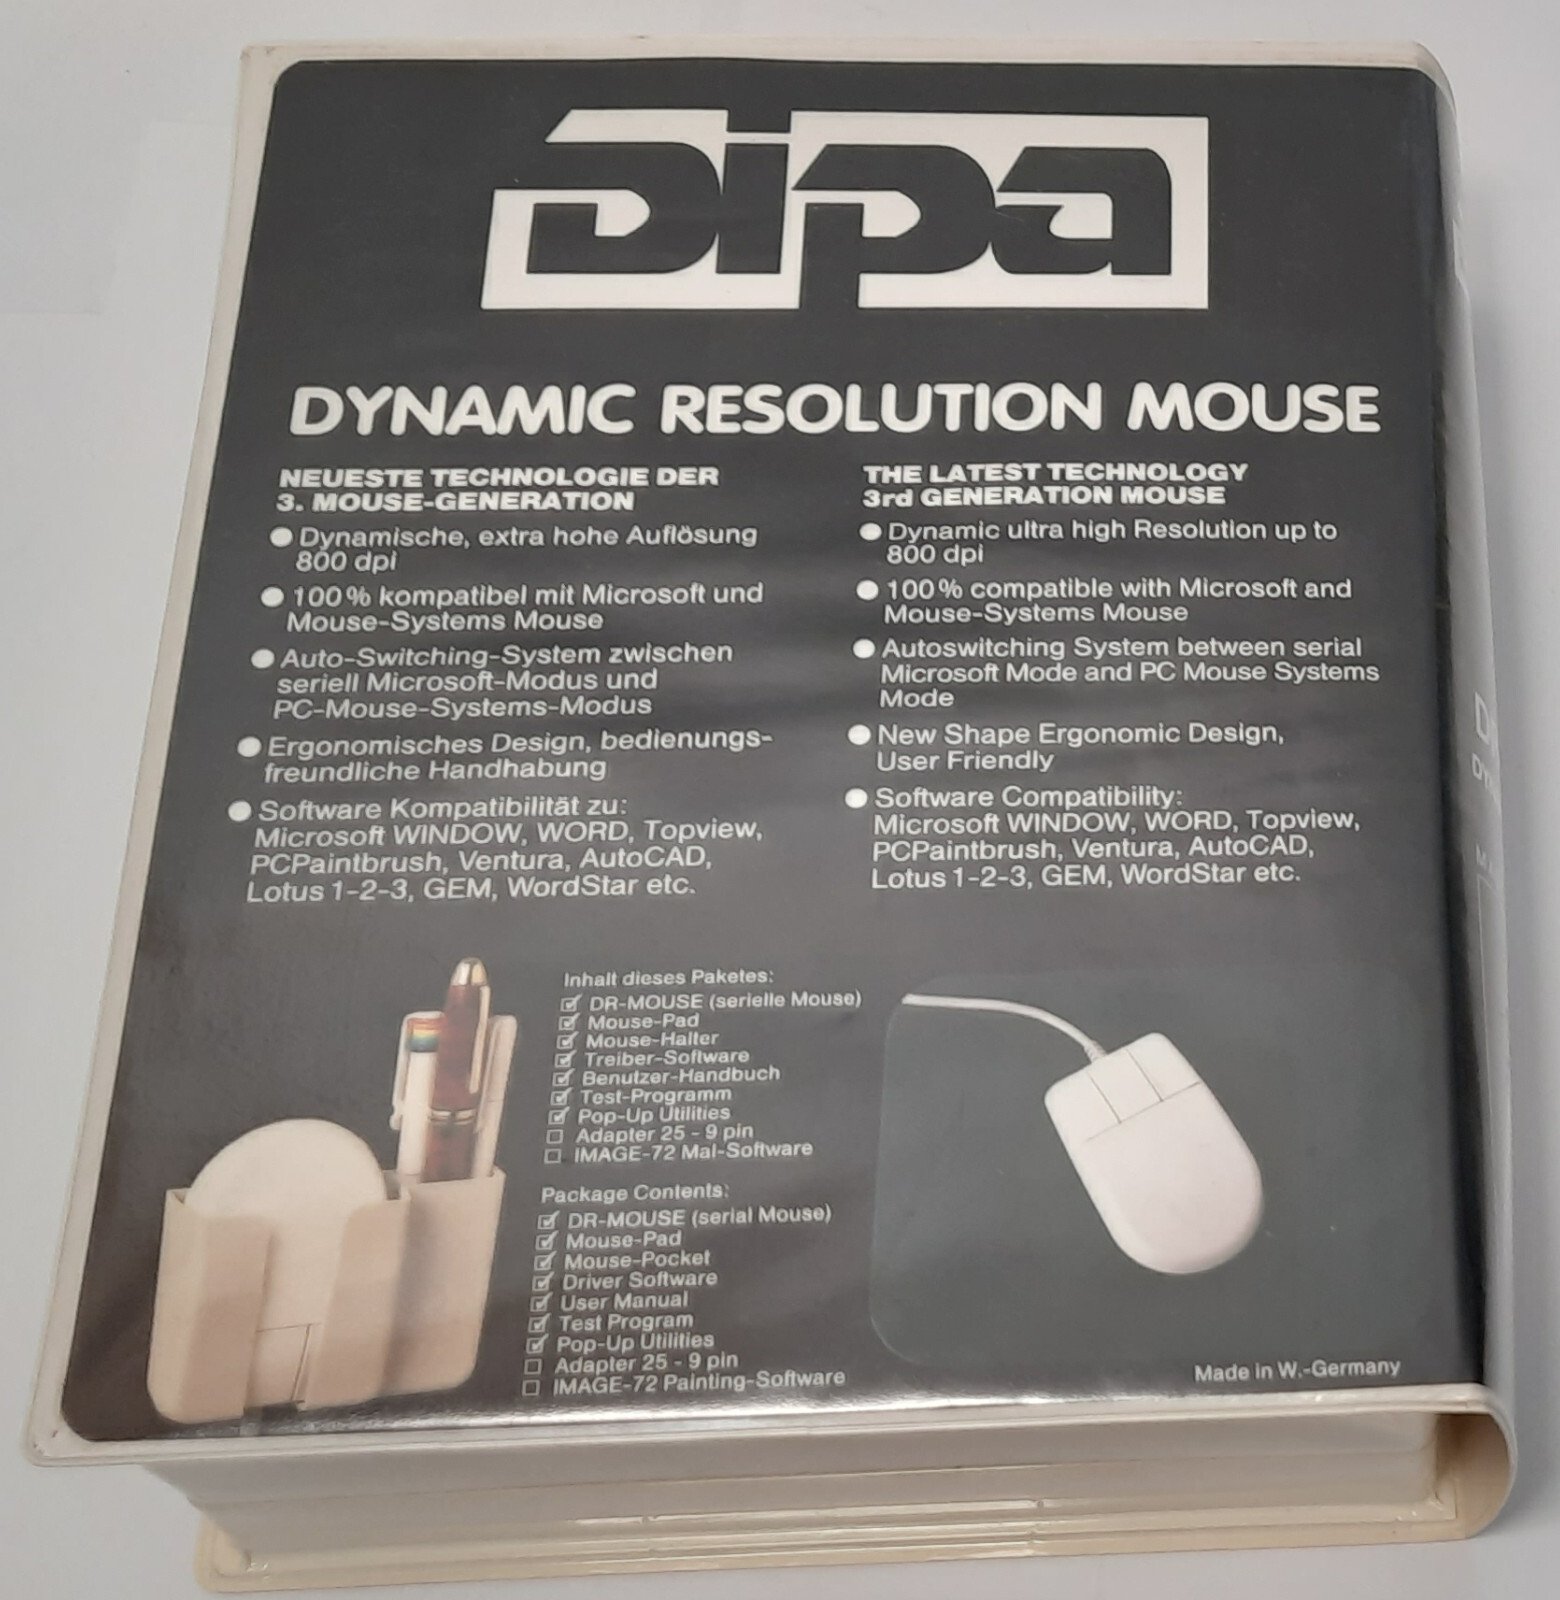 Dipa
DYNAMIC RESOLUTION MOUSE
NEUESTE TECHNOLOGIE DER
3. MOUSE-GENERATION
● Dynamische, extra hohe Auflösung
800 dpi
● 100% kompatibel mit Microsoft und
Mouse-Systems Mouse
● Auto-Switching-System zwischen
seriell Microsoft-Modus und
PC-Mouse-Systems-Modus
● Ergonomisches Design, bedienungs-
freundliche Handhabung
● Software Kompatibilität zu:
Microsoft WINDOW, WORD, Topview,
PCPaintbrush, Ventura, AutoCAD,
Lotus 1-2-3, GEM, WordStar etc.
THE LATEST TECHNOLOGY
3rd GENERATION MOUSE
● Dynamic ultra high Resolution up to
800 dpi
● 100% compatible with Microsoft and
Mouse-Systems Mouse
● Autoswitching System between serial
Microsoft Mode and PC Mouse Systems
Mode
● New Shape Ergonomic Design,
User Friendly
● Software Compatibility:
Microsoft WINDOW, WORD, Topview,
PCPaintbrush, Ventura, AutoCAD,
Lotus 1-2-3, GEM, WordStar etc.
Inhalt dieses Paketes:
☑ DR-MOUSE (serielle Mouse)
☑ Mouse-Pad
☑ Mouse-Halter
☑ Treiber-Software
☑ Benutzer-Handbuch
☑ Test-Programm
☑ Pop-Up Utilities
☐ Adapter 25 - 9 pin
☐ IMAGE-72 Mal-Software
Package Contents:
☑ DR-MOUSE (serial Mouse)
☑ Mouse-Pad
☑ Mouse-Pocket
☑ Driver Software
☑ User Manual
☑ Test Program
☑ Pop-Up Utilities
☐ Adapter 25 - 9 pin
☐ IMAGE-72 Painting-Software
Made in W.-Germany